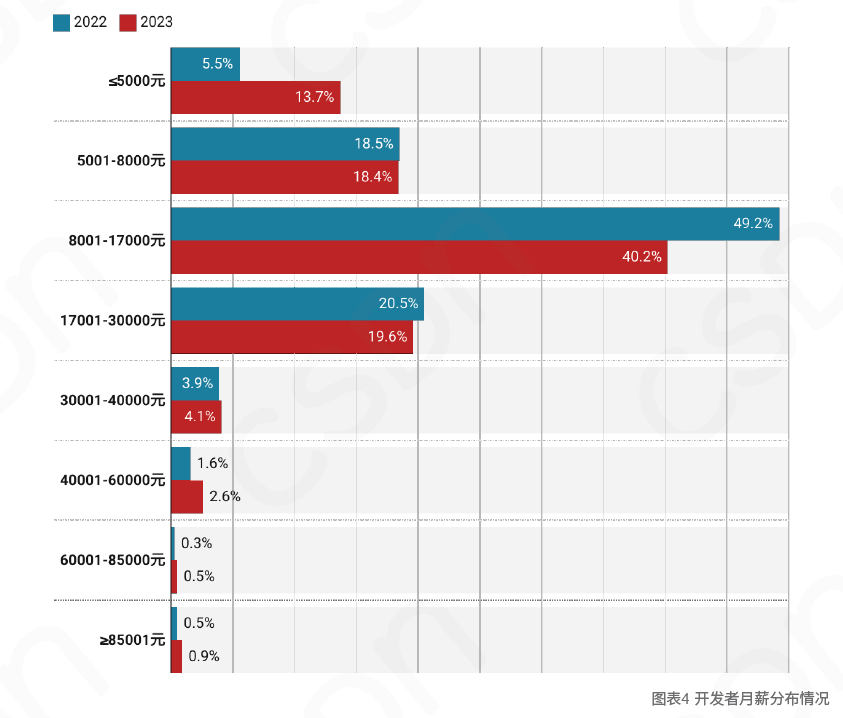 2022 2023
≤5000元
5.5%
13.7%
5001-8000元
18.5%
18.4%
8001-17000元
49.2%
40.2%
17001-30000元
20.5%
19.6%
30001-40000元
3.9%
4.1%
40001-60000元
1.6%
2.6%
60001-85000元
0.3%
0.5%
≥85001元
0.5%
0.9%
图表4 开发者月薪分布情况
CSDN